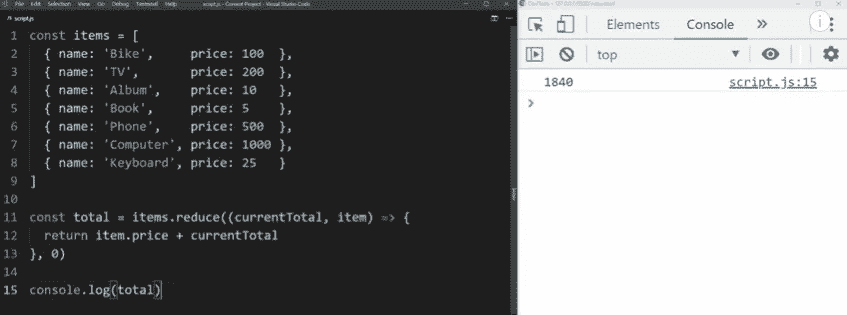 File Edit Selection View Go Debug Terminal Help script.js - Current Project - Visual Studio Code
script.js
1 const items = [
2 { name: 'Bike', price: 100 },
3 { name: 'TV', price: 200 },
4 { name: 'Album', price: 10 },
5 { name: 'Book', price: 5 },
6 { name: 'Phone', price: 500 },
7 { name: 'Computer', price: 1000 },
8 { name: 'Keyboard', price: 25 }
9 ]
10
11 const total = items.reduce((currentTotal, item) => {
12 return item.price + currentTotal
13 }, 0)
14
15 console.log(total)
Elements Console »
top
1840 script.js:15
>